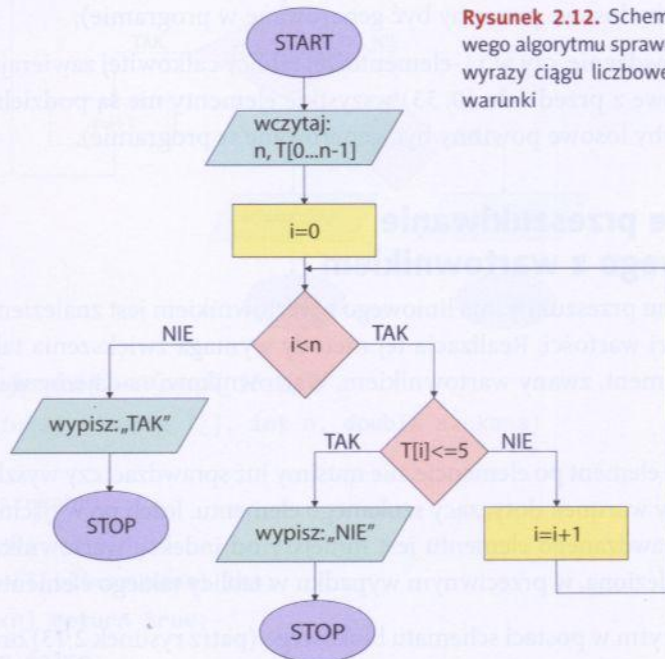 START
Rysunek 2.12. Schem
wego algorytmu spraw
wyrazy ciągu liczbowe
warunki
wczytaj:
n, T[0...n-1]
i=0
i<n
NIE
TAK
wypisz:„TAK"
STOP
T[i]<=5
TAK
NIE
wypisz:„NIE"
i=i+1
STOP